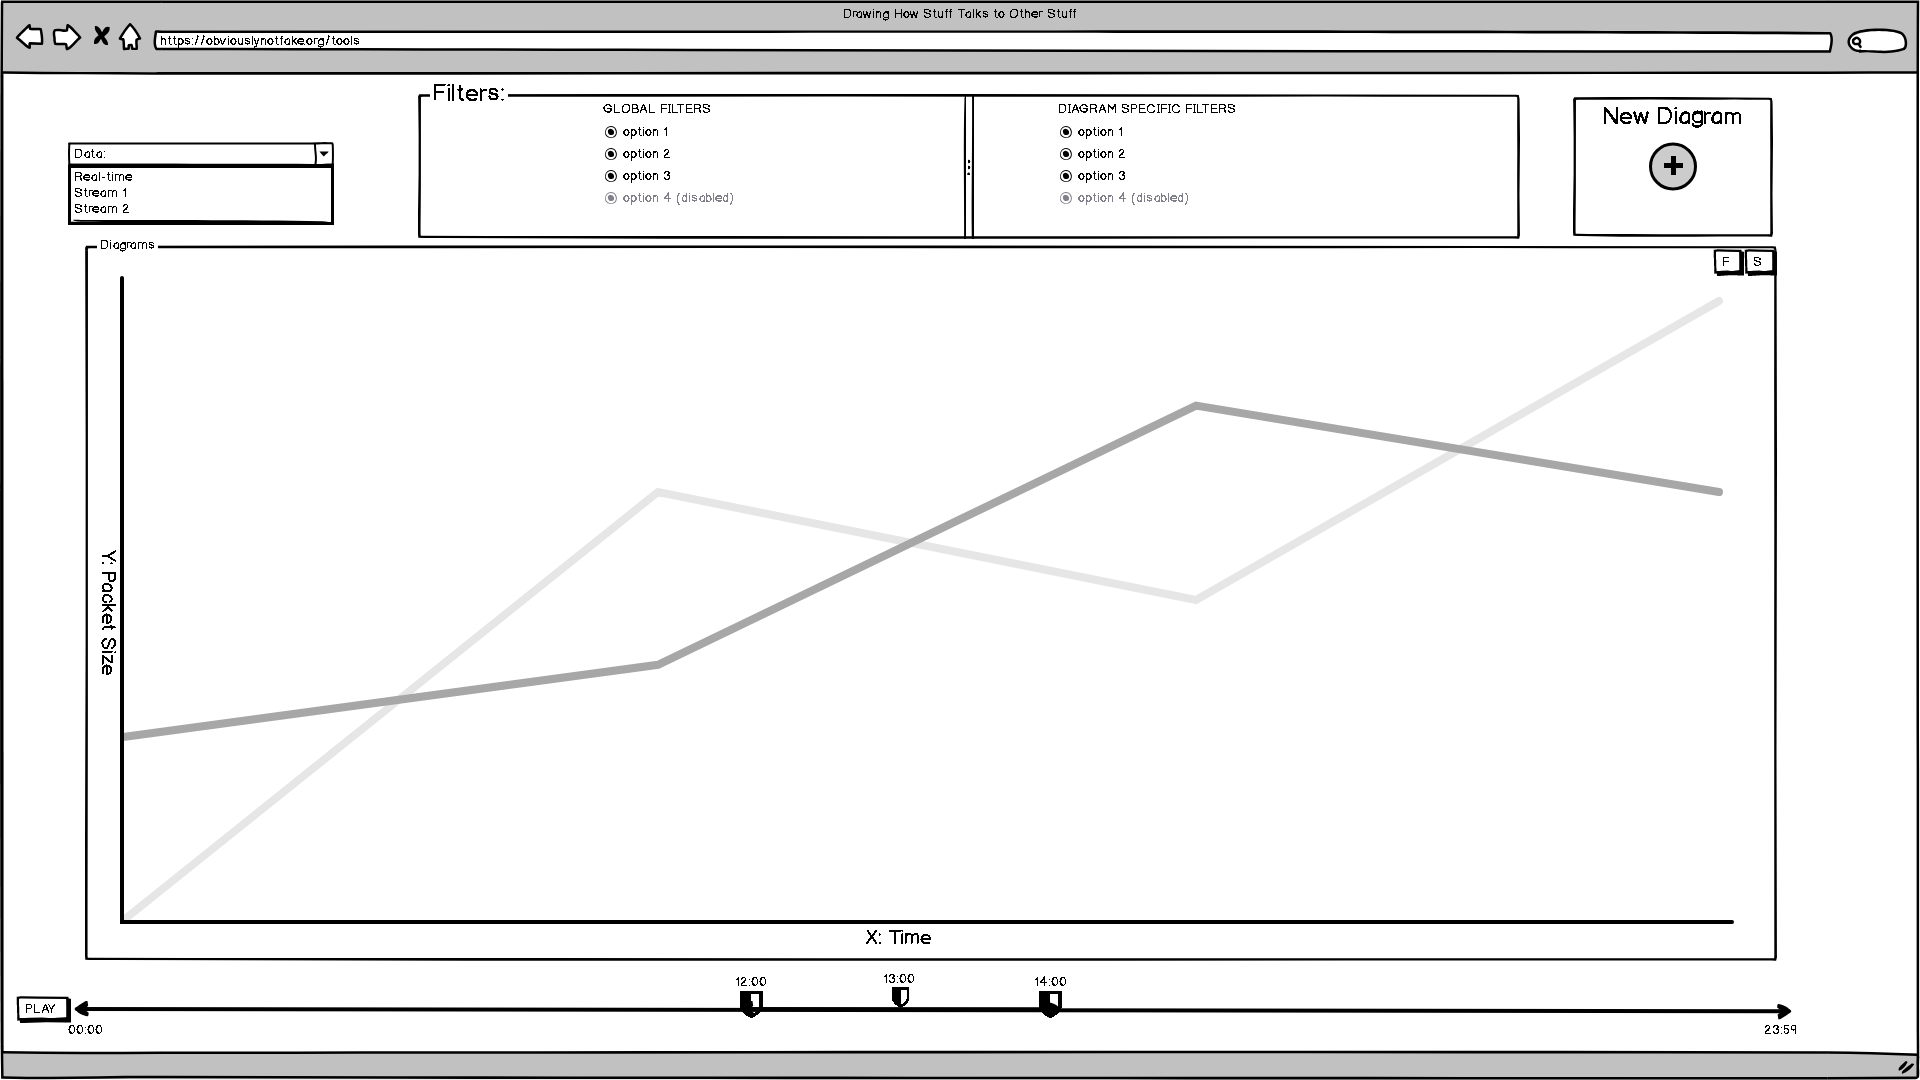 Drawing How Stuff Talks to Other Stuff
https://obviouslynotfake.org/tools
Filters:
GLOBAL FILTERS
option 1
option 2
option 3
option 4 (disabled)
DIAGRAM SPECIFIC FILTERS
option 1
option 2
option 3
option 4 (disabled)
New Diagram
Data:
Real-time
Stream 1
Stream 2
Diagrams
F
S
Y: Packet Size
X: Time
12:00
13:00
14:00
PLAY
00:00
23:59